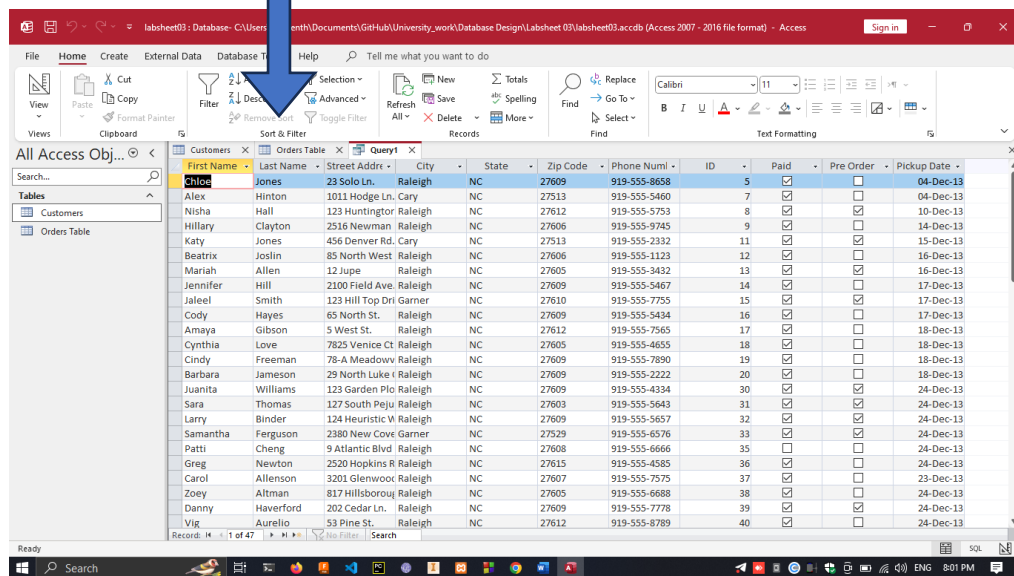 labsheet03 : Database- C:\Users enth\Documents\GitHub\University_work\Database Design\Labsheet 03\labsheet03.accdb (Access 2007 - 2016 file format) - Access Sign in
File Home Create External Data Database T Help Tell me what you want to do
View Paste Cut Copy Format Painter Filter A Desc Remove Sort Selection Advanced Toggle Filter Refresh All New Save Delete Totals Spelling More Find Replace Go To Select Calibri 11 B I U A
Views Clipboard Sort & Filter Records Find Text Formatting
All Access Obj... Customers Orders Table Query1
Search...
Tables
Customers
Orders Table
First Name Last Name Street Addre City State Zip Code Phone Numl ID Paid Pre Order Pickup Date
Chloe Jones 23 Solo Ln. Raleigh NC 27609 919-555-8658 5 04-Dec-13
Alex Hinton 1011 Hodge Ln. Cary NC 27513 919-555-5460 7 04-Dec-13
Nisha Hall 123 Huntington Raleigh NC 27612 919-555-5753 8 10-Dec-13
Hillary Clayton 2516 Newman Raleigh NC 27606 919-555-9745 9 14-Dec-13
Katy Jones 456 Denver Rd. Cary NC 27513 919-555-2332 11 15-Dec-13
Beatrix Joslin 85 North West Raleigh NC 27606 919-555-1123 12 16-Dec-13
Mariah Allen 12 Jupe Raleigh NC 27605 919-555-3432 13 16-Dec-13
Jennifer Hill 2100 Field Ave. Raleigh NC 27609 919-555-5467 14 17-Dec-13
Jaleel Smith 123 Hill Top Dri Garner NC 27610 919-555-7755 15 17-Dec-13
Cody Hayes 65 North St. Raleigh NC 27609 919-555-5434 16 17-Dec-13
Amaya Gibson 5 West St. Raleigh NC 27612 919-555-7565 17 18-Dec-13
Cynthia Love 7825 Venice Ct Raleigh NC 27605 919-555-4655 18 18-Dec-13
Cindy Freeman 78-A Meadowv Raleigh NC 27609 919-555-7890 19 18-Dec-13
Barbara Jameson 29 North Luke Raleigh NC 27609 919-555-2222 20 18-Dec-13
Juanita Williams 123 Garden Plo Raleigh NC 27609 919-555-4334 30 24-Dec-13
Sara Thomas 127 South Peju Raleigh NC 27603 919-555-5643 31 24-Dec-13
Larry Binder 124 Heuristic W Raleigh NC 27609 919-555-5657 32 24-Dec-13
Samantha Ferguson 2380 New Cove Garner NC 27529 919-555-6576 33 24-Dec-13
Patti Cheng 9 Atlantic Blvd Raleigh NC 27608 919-555-6666 35 24-Dec-13
Greg Newton 2520 Hopkins R Raleigh NC 27615 919-555-4585 36 24-Dec-13
Carol Allenson 3201 Glenwood Raleigh NC 27607 919-555-7575 37 23-Dec-13
Zoey Altman 817 Hillsboroug Raleigh NC 27605 919-555-6688 38 24-Dec-13
Danny Haverford 202 Cedar Ln. Raleigh NC 27609 919-555-7778 39 24-Dec-13
Vig Aurelio 53 Pine St. Raleigh NC 27612 919-555-8789 40 24-Dec-13
Record: 1 of 47 No Filter Search
Ready SQL
Search ENG 8:01 PM